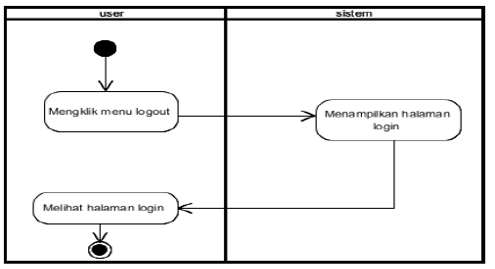 user
sistem
Mengklik menu logout
Menampilkan halaman
login
Melihat halaman login